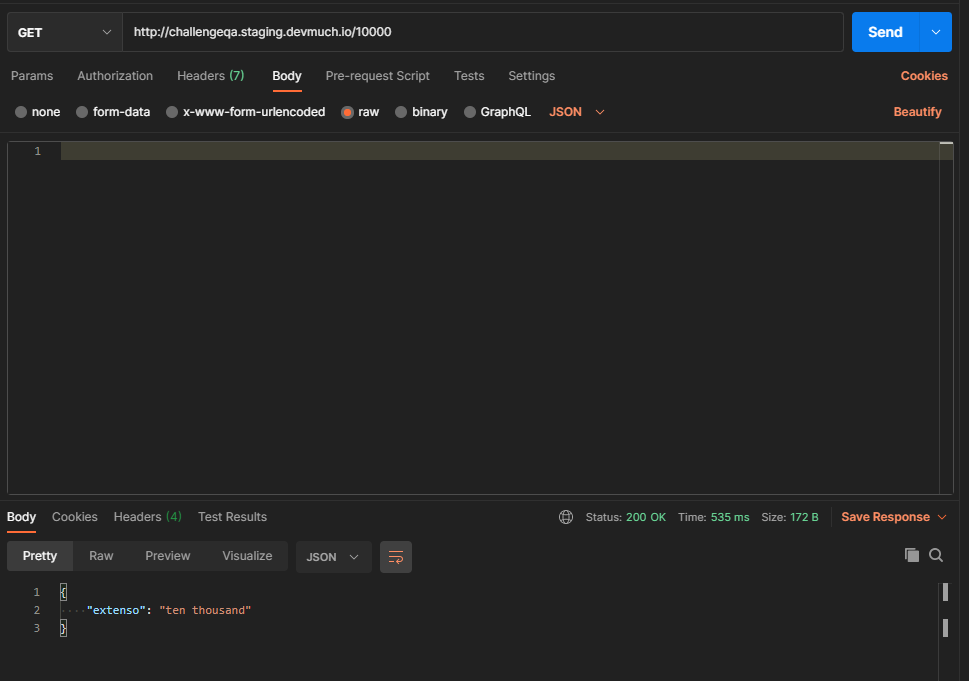 GET http://challengeqa.staging.devmuch.io/10000 Send
Params Authorization Headers (7) Body Pre-request Script Tests Settings Cookies
none form-data x-www-form-urlencoded raw binary GraphQL JSON Beautify
1
Body Cookies Headers (4) Test Results Status: 200 OK Time: 535 ms Size: 172 B Save Response
Pretty Raw Preview Visualize JSON
1 {
2 ····"extenso": "ten thousand"
3 }